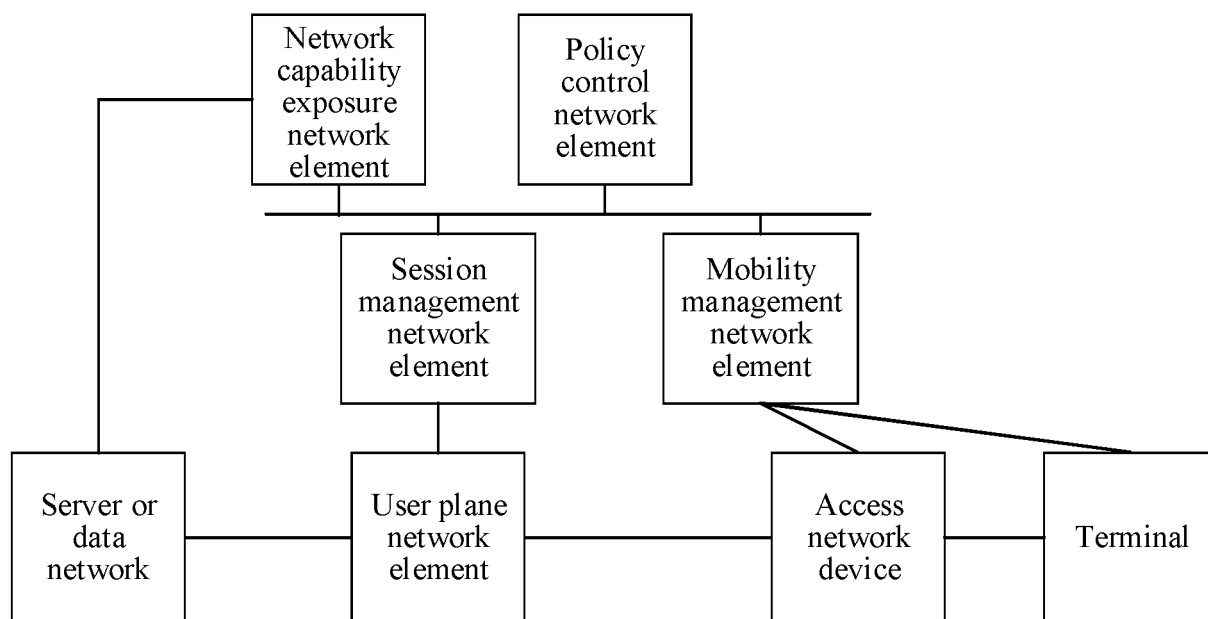 Network
capability
exposure
network
element
Policy
control
network
element
Session
management
network
element
Mobility
management
network
element
Server or
data
network
User plane
network
element
Access
network
device
Terminal